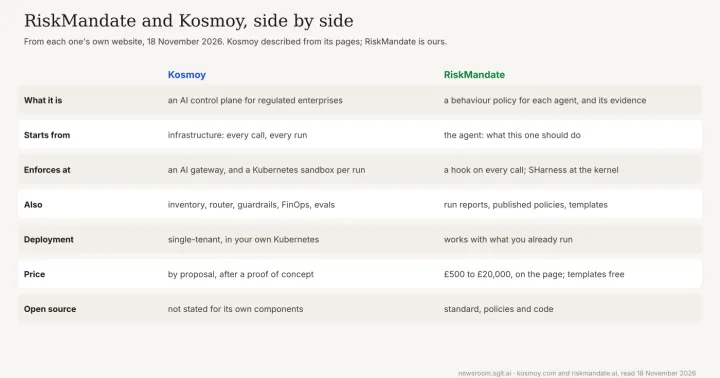 RiskMandate and Kosmoy, side by side
From each one's own website, 18 November 2026. Kosmoy described from its pages; RiskMandate is ours.
Kosmoy RiskMandate
What it is an AI control plane for regulated enterprises a behaviour policy for each agent, and its evidence
Starts from infrastructure: every call, every run the agent: what this one should do
Enforces at an AI gateway, and a Kubernetes sandbox per run a hook on every call; SHarness at the kernel
Also inventory, router, guardrails, FinOps, evals run reports, published policies, templates
Deployment single-tenant, in your own Kubernetes works with what you already run
Price by proposal, after a proof of concept £500 to £20,000, on the page; templates free
Open source not stated for its own components standard, policies and code
newsroom.sgit.ai · kosmoy.com and riskmandate.ai, read 18 November 2026